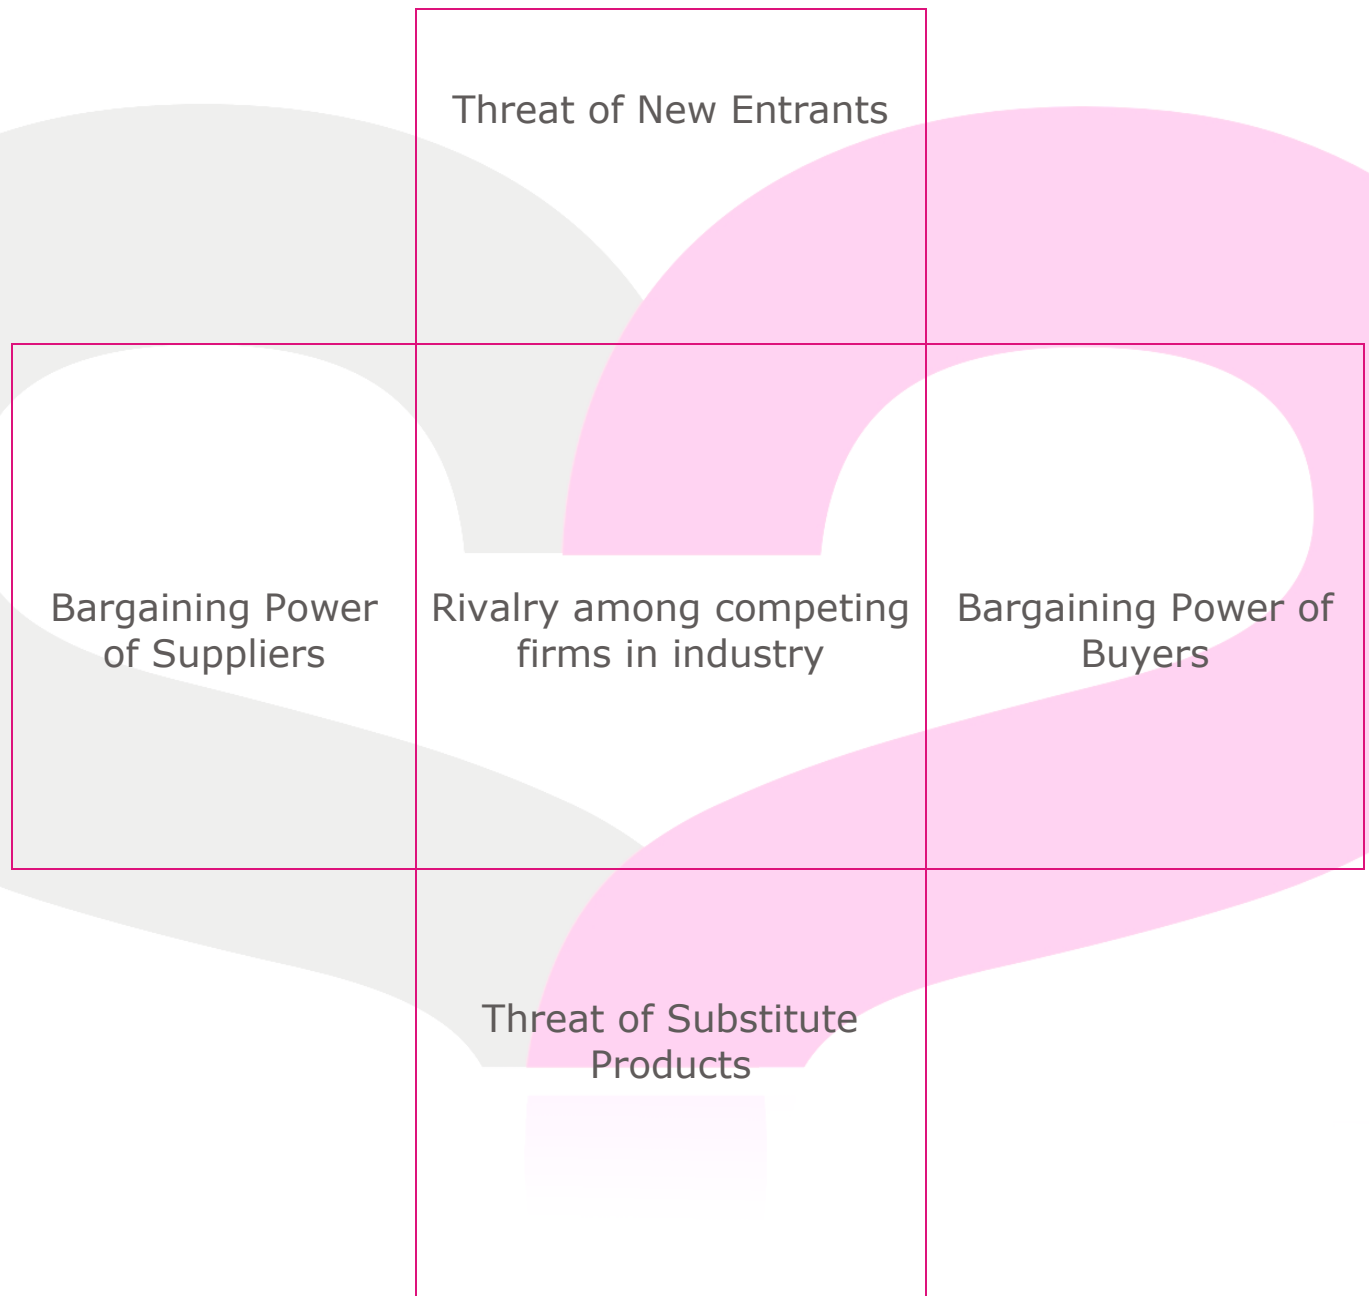 Threat of New Entrants
Bargaining Power
of Suppliers
Rivalry among competing
firms in industry
Bargaining Power of
Buyers
Threat of Substitute
Products